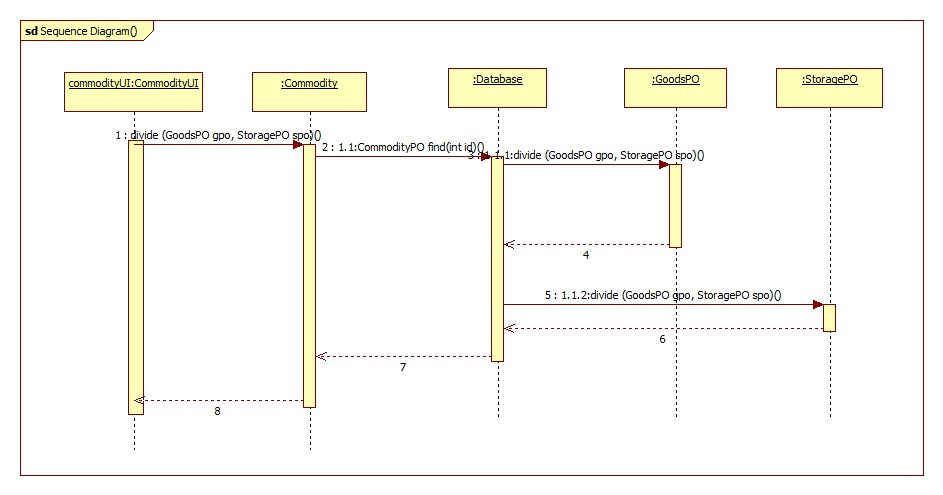 sd Sequence Diagram()
commodityUI:CommodityUI
:Commodity
:Database
:GoodsPO
:StoragePO
1 : divide (GoodsPO gpo, StoragePO spo)()
2 : 1.1:CommodityPO find(int id)()
3 : 1.1.1:divide (GoodsPO gpo, StoragePO spo)()
4
5 : 1.1.2:divide (GoodsPO gpo, StoragePO spo)()
6
7
8